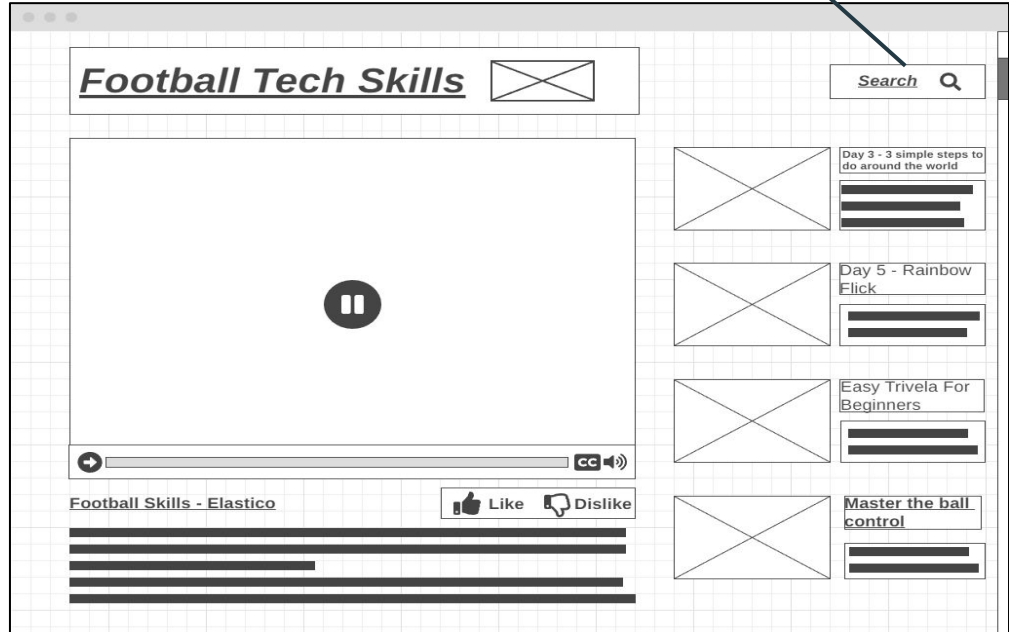 Football Tech Skills
Search
CC
Football Skills - Elastico
Like
Dislike
Day 3 - 3 simple steps to
do around the world
Day 5 - Rainbow
Flick
Easy Trivela For
Beginners
Master the ball
control